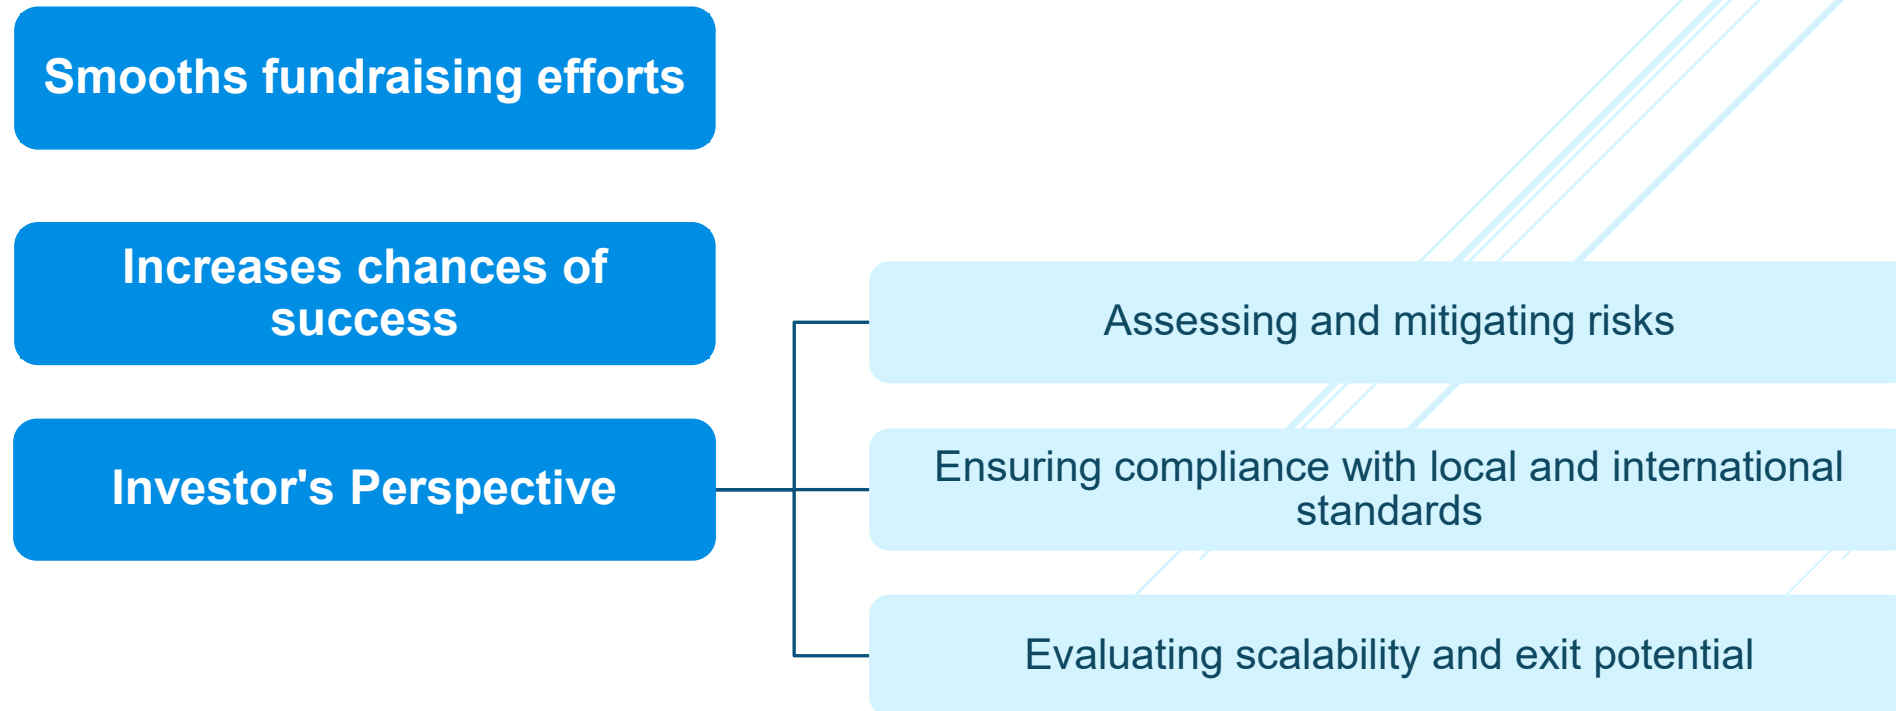 Smooths fundraising efforts
Increases chances of
success
Investor's Perspective
Assessing and mitigating risks
Ensuring compliance with local and international
standards
Evaluating scalability and exit potential